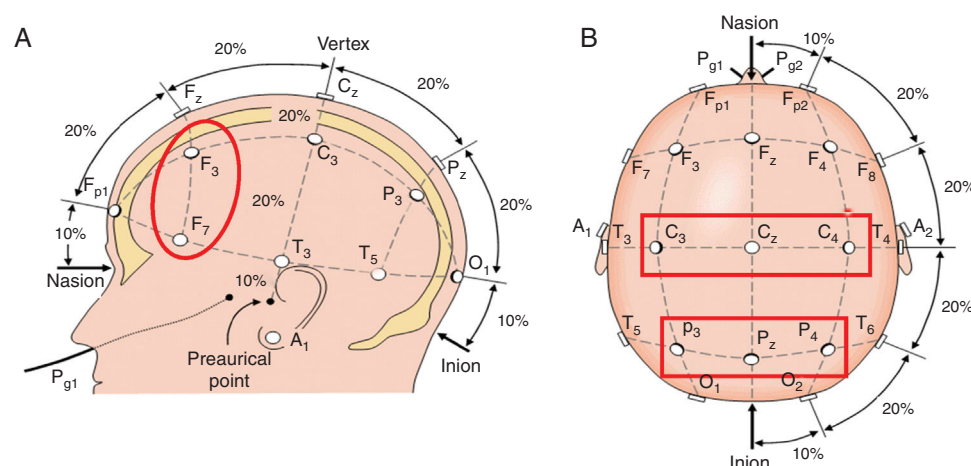 A
20%
Vertex
20%
Fz
Cz
20%
20%
Fp1
F3
C3
Pz
P3
20%
20%
F7
10%
T3
T5
O1
Nasion
10%
10%
A1
Preaurical
point
Inion
Pg1
B
Nasion
10%
Pg1
Pg2
Fp1
Fp2
20%
F7
F3
Fz
F4
F8
20%
A1
T3
C3
Cz
C4
T4
A2
T5
p3
Pz
P4
T6
20%
O1
O2
20%
Inion
10%